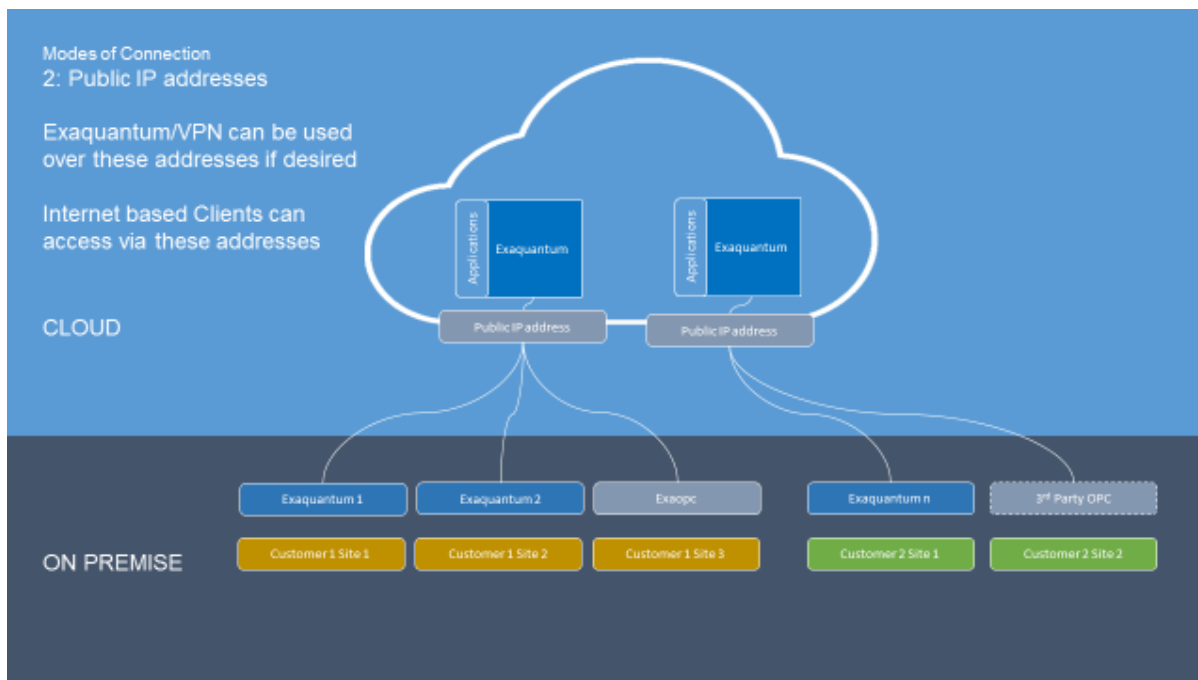 Modes of Connection
2: Public IP addresses
Exaquantum/VPN can be used
over these addresses if desired
Internet based Clients can
access via these addresses
Applications
Exaquantum
Applications
Exaquantum
CLOUD
Public IP address
Public IP address
Exaquantum 1
Exaquantum 2
Exaopc
Exaquantum n
3rd Party OPC
ON PREMISE
Customer 1 Site 1
Customer 1 Site 2
Customer 1 Site 3
Customer 2 Site 1
Customer 2 Site 2